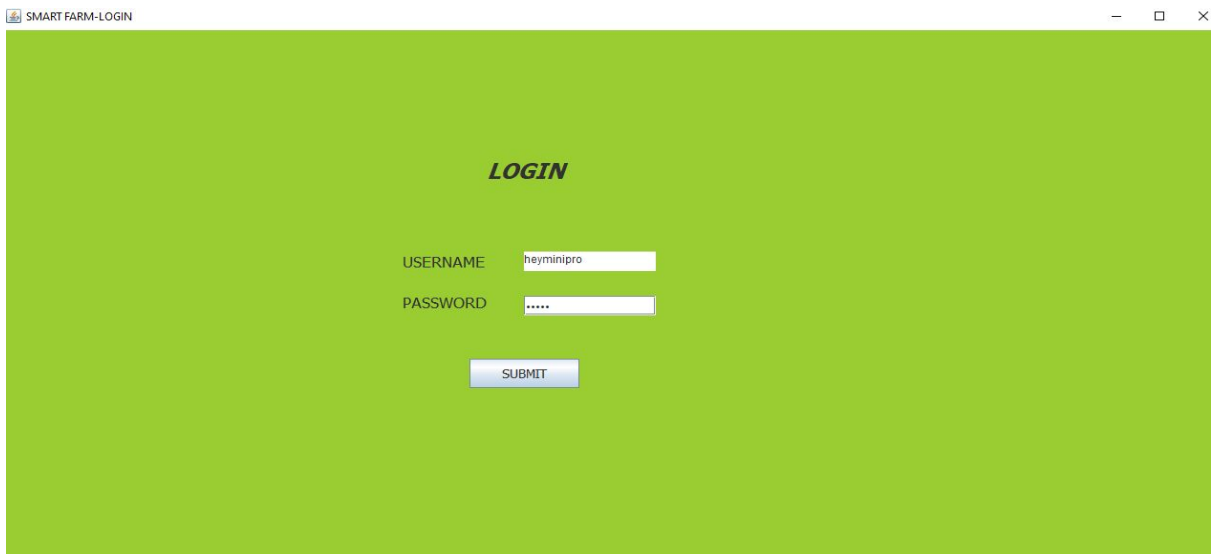 SMART FARM-LOGIN
LOGIN
USERNAME heyminipro
PASSWORD •••••
SUBMIT